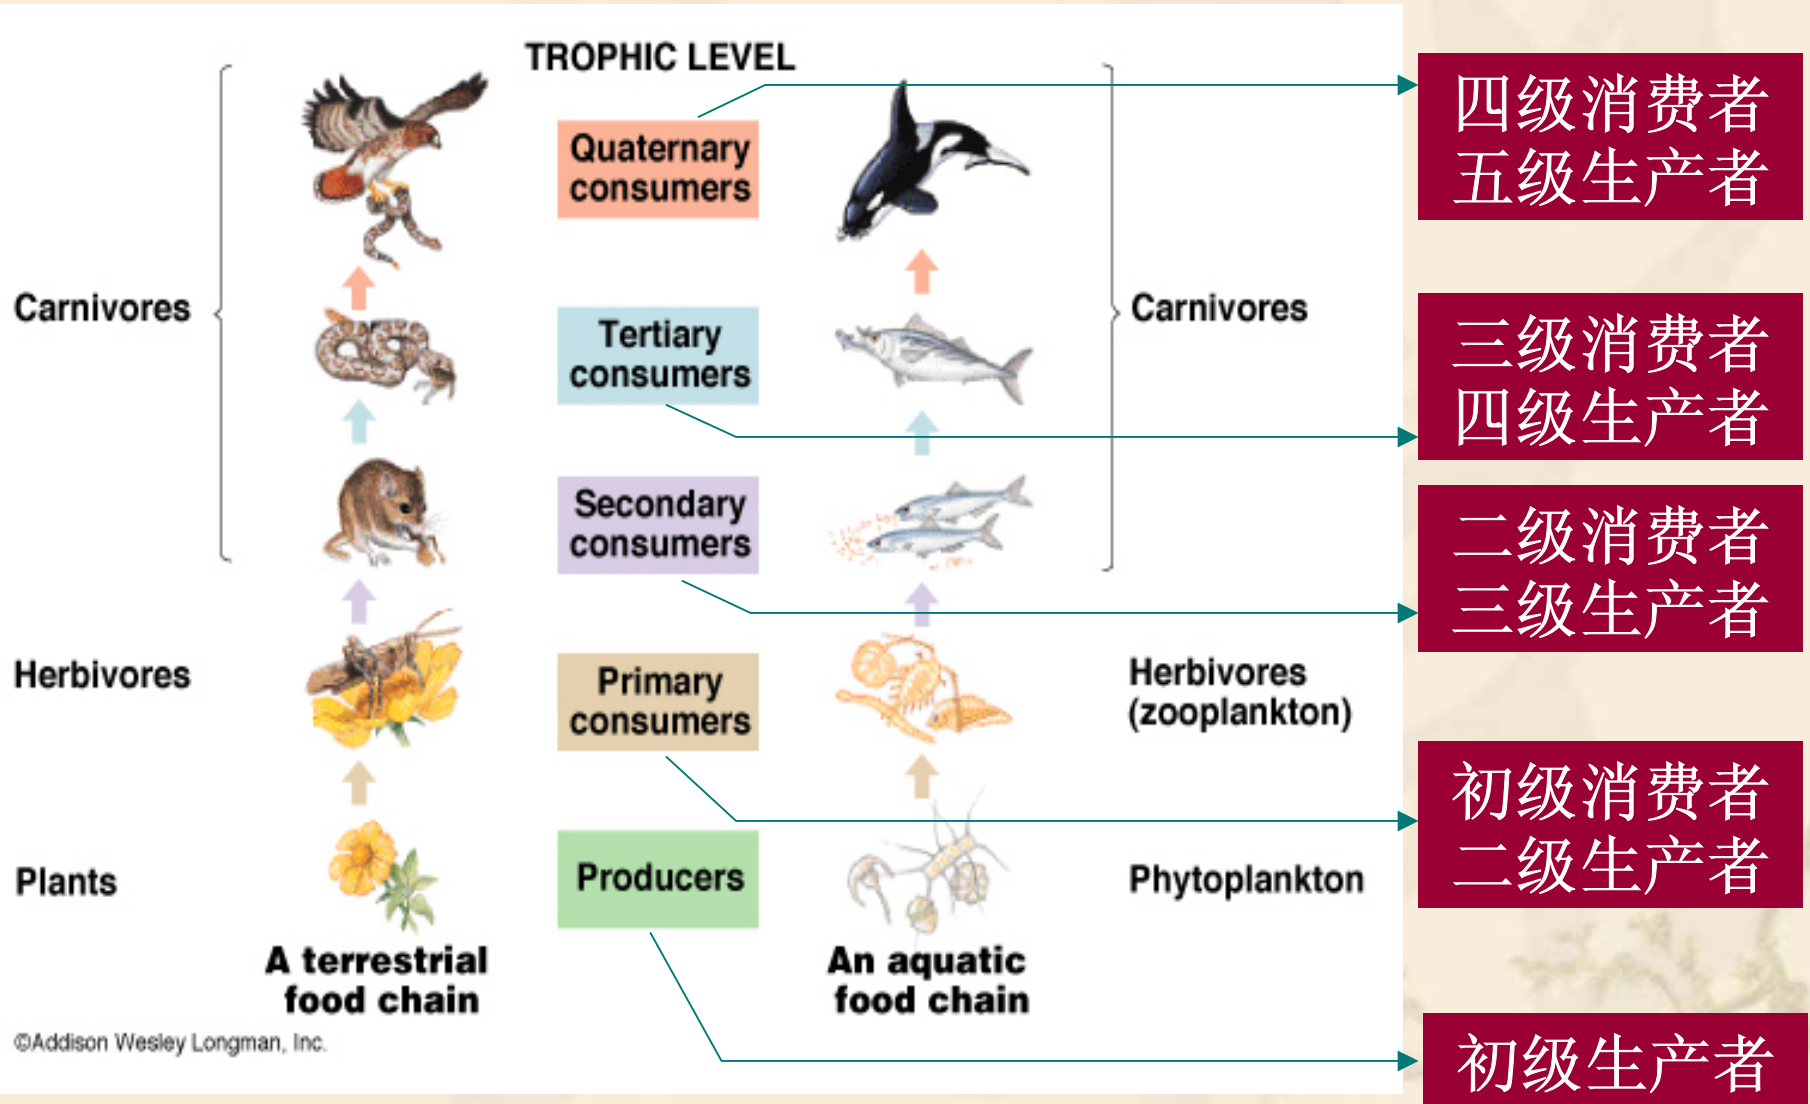 TROPHIC LEVEL
四级消费者
五级生产者
Quaternary
consumers
Carnivores
Tertiary
consumers
Carnivores
三级消费者
四级生产者
Secondary
consumers
二级消费者
三级生产者
Herbivores
Primary
consumers
Herbivores
(zooplankton)
初级消费者
二级生产者
Plants
Producers
Phytoplankton
A terrestrial
food chain
An aquatic
food chain
©Addison Wesley Longman, Inc.
初级生产者